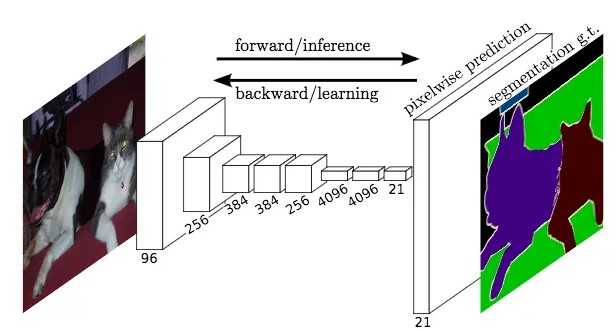 forward/inference
backward/learning
pixelwise prediction
segmentation g.t.
96
256
384
384
256
4096
4096
21
21